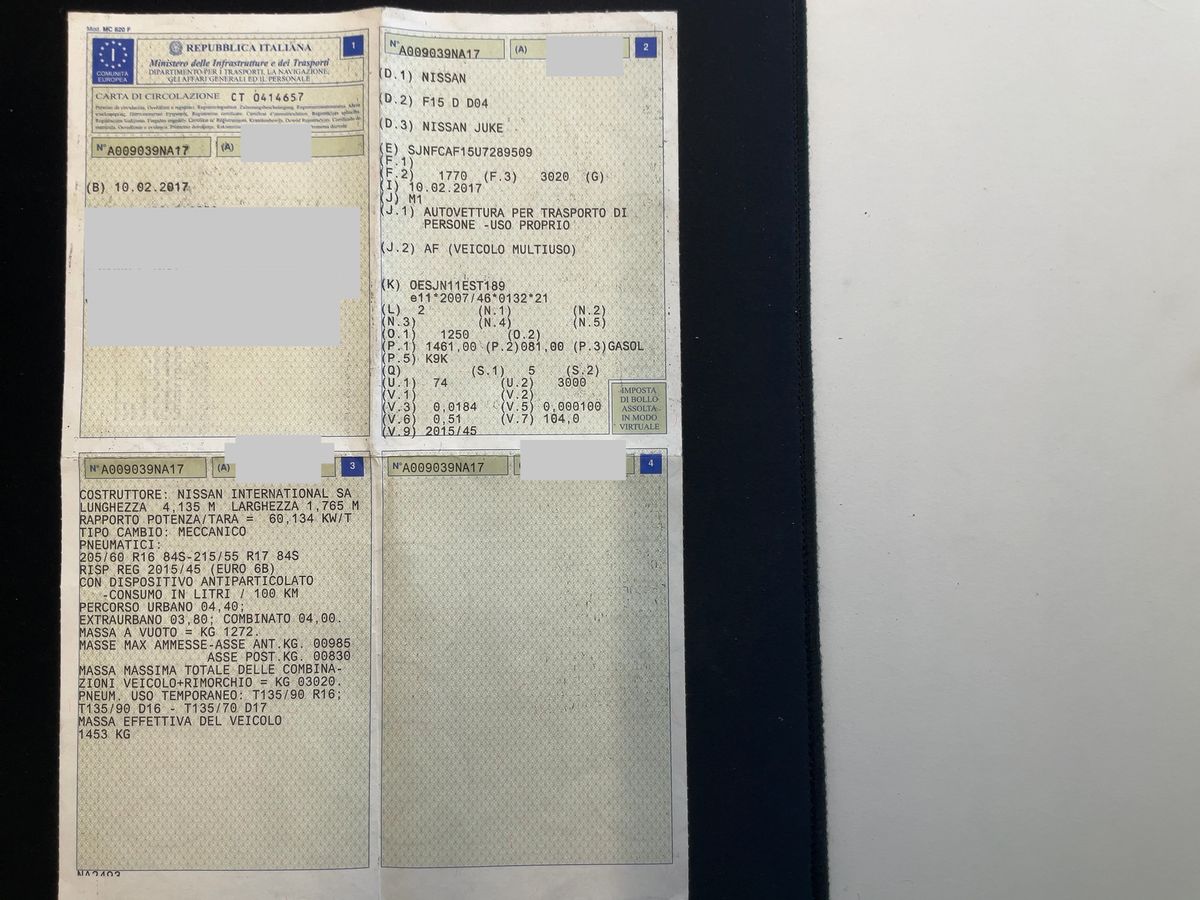 Mod. MC 820 F
REPUBBLICA ITALIANA
1
Ministero delle Infrastrutture e dei Trasporti
DIPARTIMENTO PER I TRASPORTI, LA NAVIGAZIONE,
GLI AFFARI GENERALI ED IL PERSONALE
I
COMUNITÀ
EUROPEA
CARTA DI CIRCOLAZIONE CT 0414657
N° A009039NA17 (A)
(B) 10.02.2017
N° A009039NA17 (A) 2
(D.1) NISSAN
(D.2) F15 D D04
(D.3) NISSAN JUKE
(E) SJNFCAF15U7289509
(F.1)
(F.2) 1770 (F.3) 3020 (G)
(I) 10.02.2017
(J) M1
(J.1) AUTOVETTURA PER TRASPORTO DI
PERSONE -USO PROPRIO
(J.2) AF (VEICOLO MULTIUSO)
(K) OESJN11EST189
e11*2007/46*0132*21
(L) 2 (N.1) (N.2)
(N.3) (N.4) (N.5)
(O.1) 1250 (O.2)
(P.1) 1461,00 (P.2)081,00 (P.3)GASOL
(P.5) K9K
(Q) (S.1) 5 (S.2)
(U.1) 74 (U.2) 3000
(V.1) (V.2)
(V.3) 0,0184 (V.5) 0,000100
(V.6) 0,51 (V.7) 104,0
(V.9) 2015/45
IMPOSTA
DI BOLLO
ASSOLTA
IN MODO
VIRTUALE
N° A009039NA17 (A) 3
COSTRUTTORE: NISSAN INTERNATIONAL SA
LUNGHEZZA 4,135 M LARGHEZZA 1,765 M
RAPPORTO POTENZA/TARA = 60,134 KW/T
TIPO CAMBIO: MECCANICO
PNEUMATICI:
205/60 R16 84S-215/55 R17 84S
RISP REG 2015/45 (EURO 6B)
CON DISPOSITIVO ANTIPARTICOLATO
-CONSUMO IN LITRI / 100 KM
PERCORSO URBANO 04,40;
EXTRAURBANO 03,80; COMBINATO 04,00.
MASSA A VUOTO = KG 1272.
MASSE MAX AMMESSE-ASSE ANT.KG. 00985
ASSE POST.KG. 00830
MASSA MASSIMA TOTALE DELLE COMBINA-
ZIONI VEICOLO+RIMORCHIO = KG 03020.
PNEUM. USO TEMPORANEO: T135/90 R16;
T135/90 D16 - T135/70 D17
MASSA EFFETTIVA DEL VEICOLO
1453 KG
N° A009039NA17 4